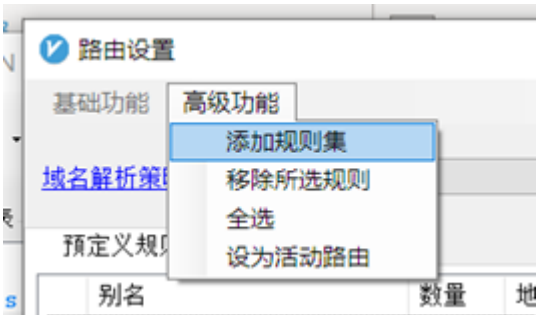 路由设置
基础功能 高级功能
添加规则集
域名解析策
移除所选规则
全选
预定义规
设为活动路由
别名 数量 地